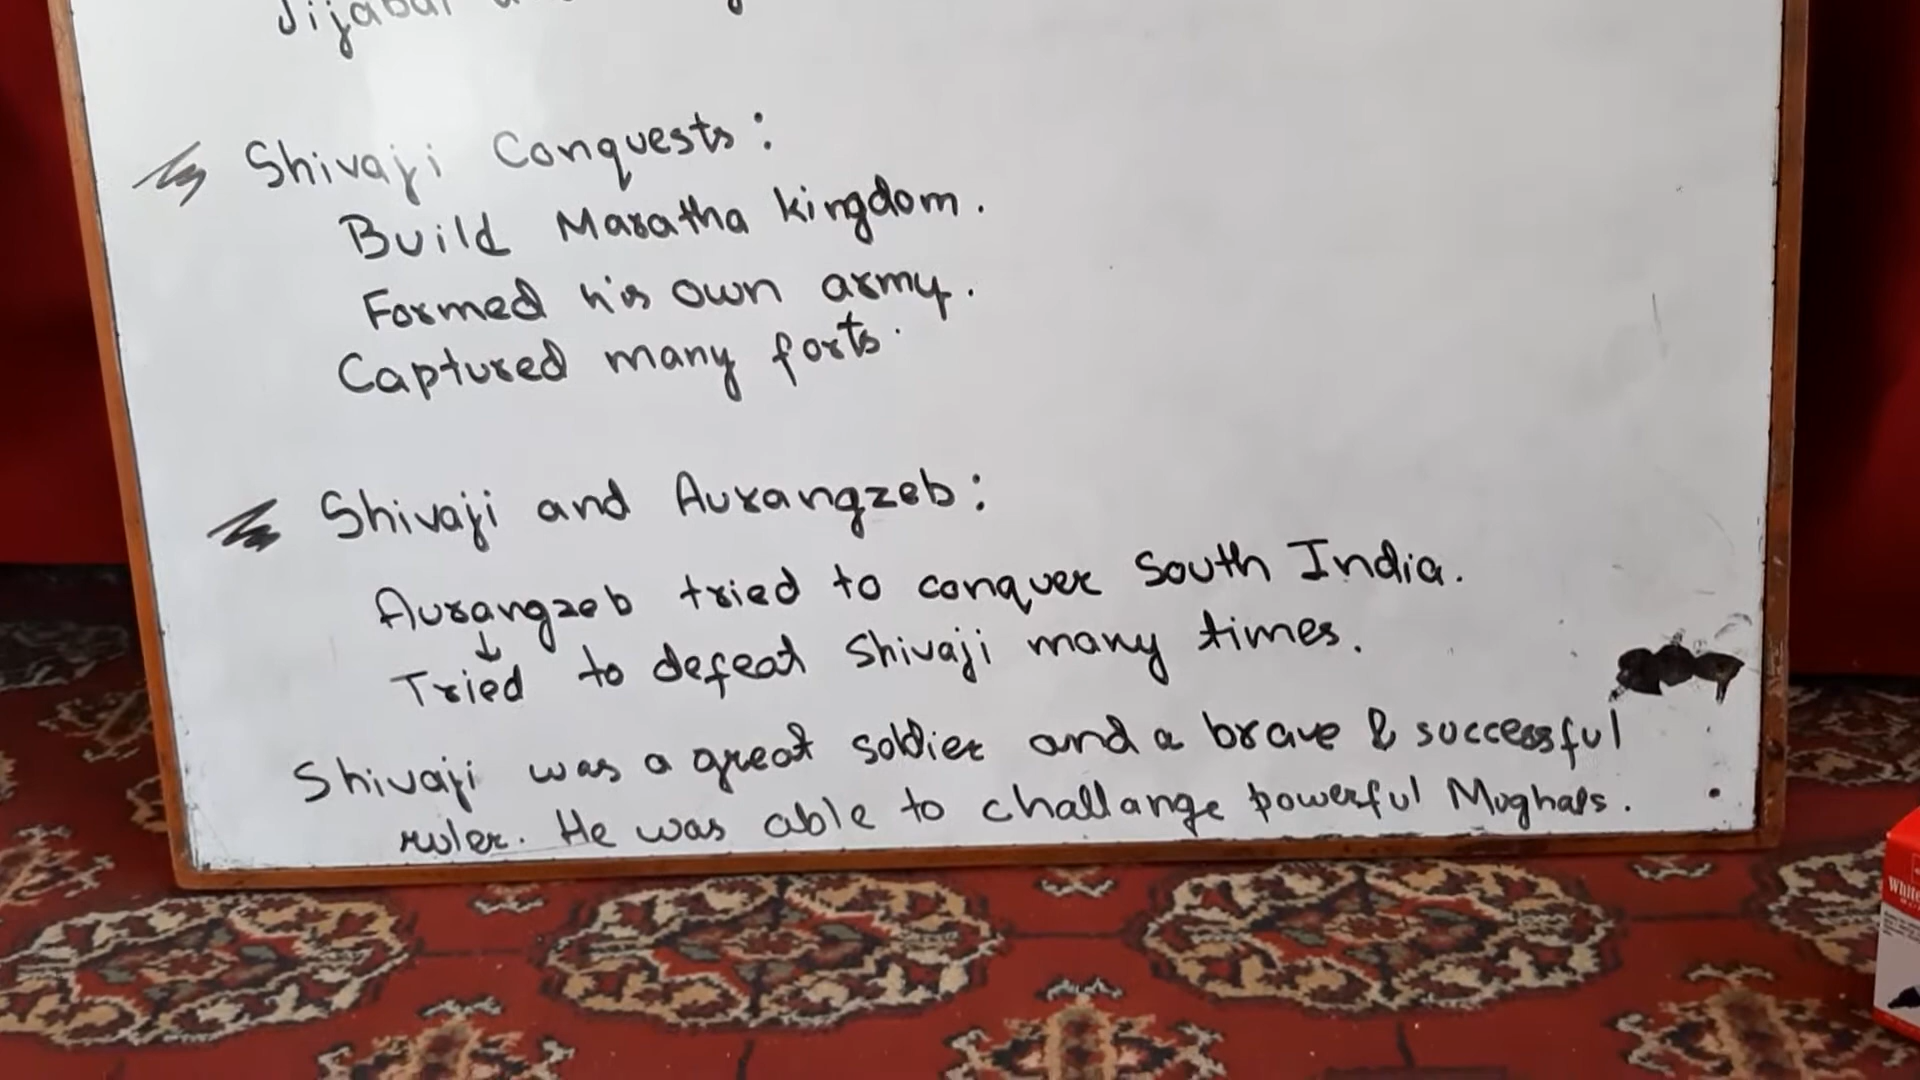 Shivaji Conquests:
Build Maratha kingdom.
Formed his own army.
Captured many forts.
Shivaji and Aurangzeb:
Aurangzeb tried to conquer South India.
↓
Tried to defeat Shivaji many times.
Shivaji was a great soldier and a brave & successful
ruler. He was able to challange powerful Mughals.